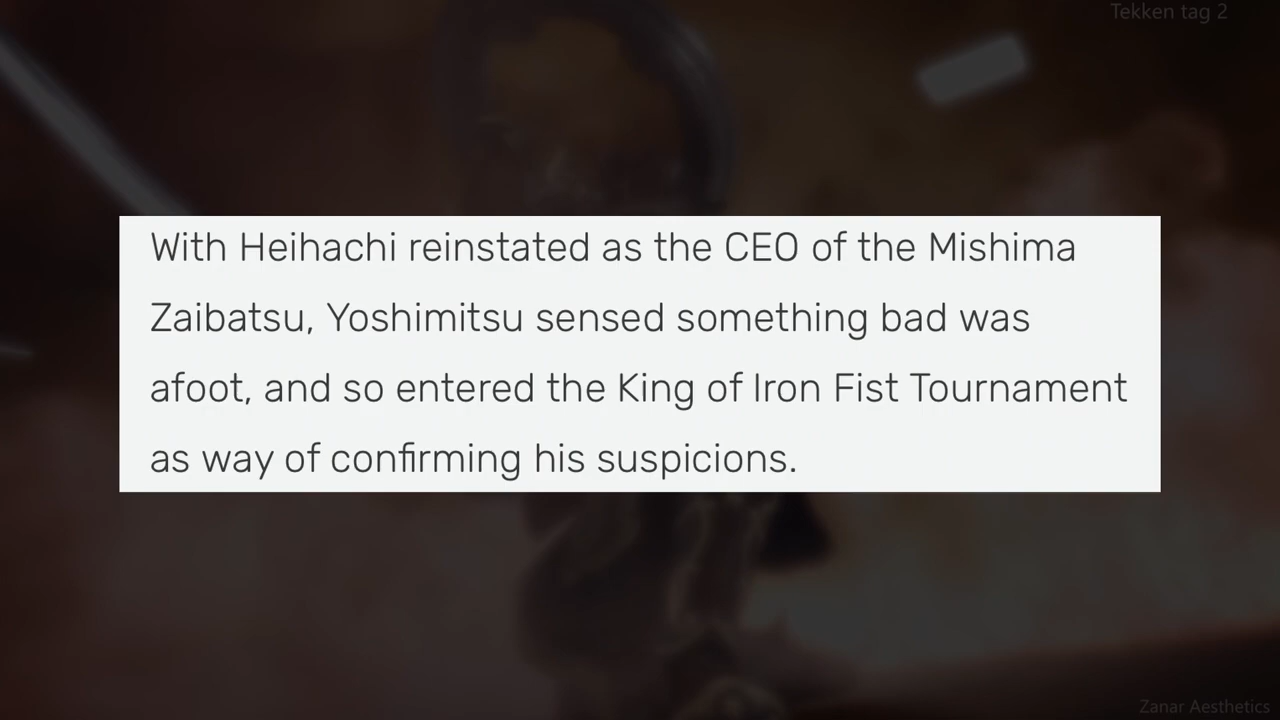 Tekken tag 2
With Heihachi reinstated as the CEO of the Mishima
Zaibatsu, Yoshimitsu sensed something bad was
afoot, and so entered the King of Iron Fist Tournament
as way of confirming his suspicions.
Zanar Aesthetics